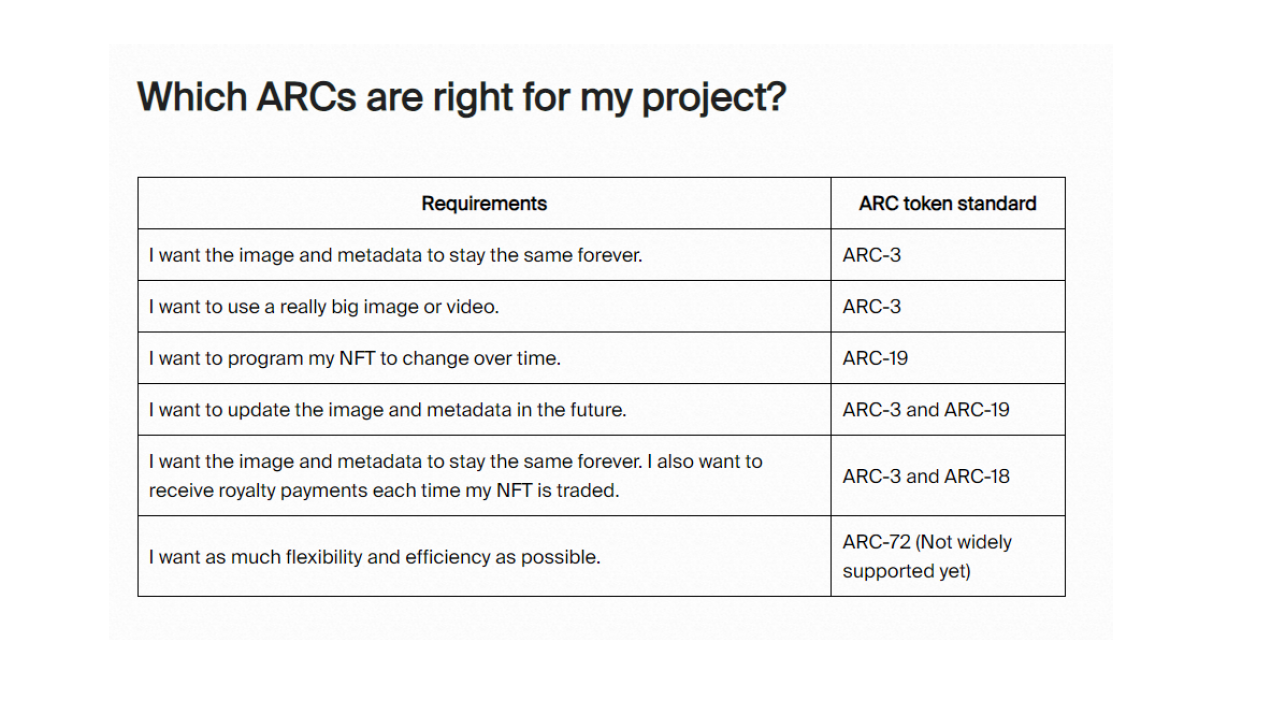 Which ARCs are right for my project?
Requirements
ARC token standard
I want the image and metadata to stay the same forever.
ARC-3
I want to use a really big image or video.
ARC-3
I want to program my NFT to change over time.
ARC-19
I want to update the image and metadata in the future.
ARC-3 and ARC-19
I want the image and metadata to stay the same forever. I also want to
receive royalty payments each time my NFT is traded.
ARC-3 and ARC-18
I want as much flexibility and efficiency as possible.
ARC-72 (Not widely
supported yet)